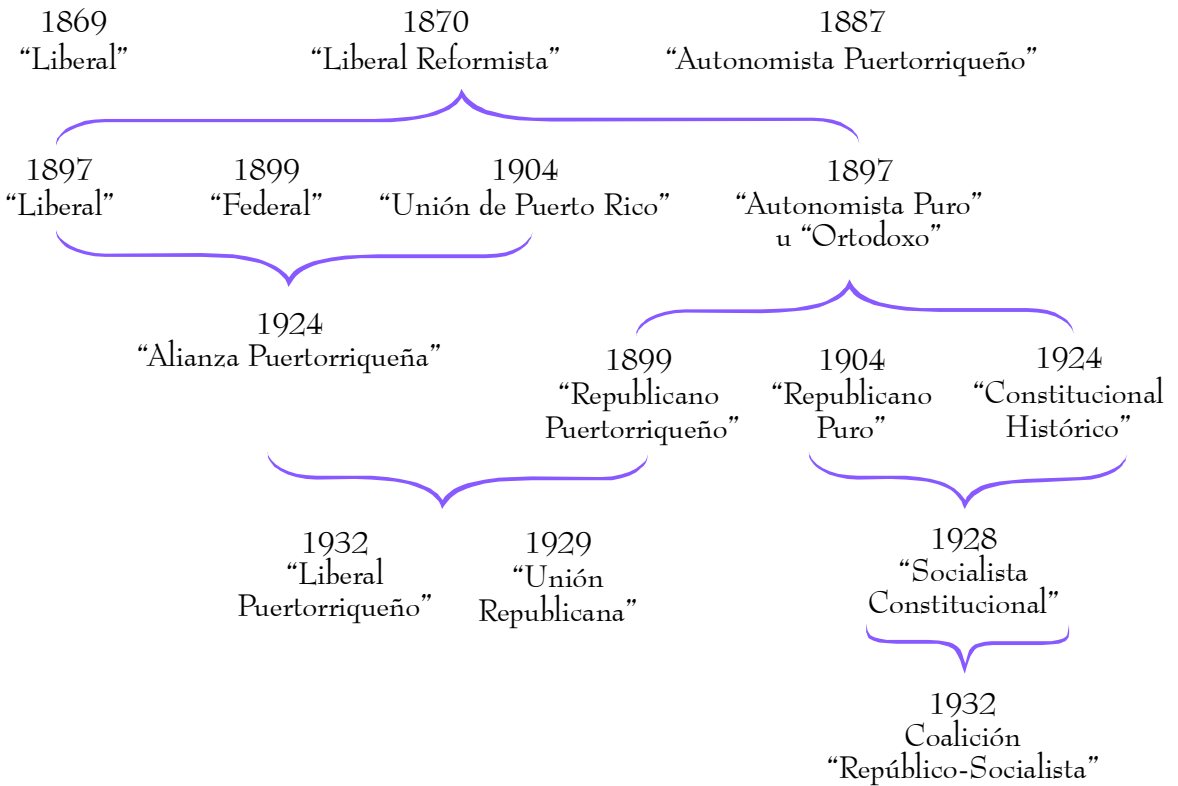 1869
“Liberal”
1870
“Liberal Reformista”
1887
“Autonomista Puertorriqueño”
1897
“Liberal”
1899
“Federal”
1904
“Unión de Puerto Rico”
1897
“Autonomista Puro”
u “Ortodoxo”
1924
“Alianza Puertorriqueña”
1899
“Republicano
Puertorriqueño”
1904
“Republicano
Puro”
1924
“Constitucional
Histórico”
1932
“Liberal
Puertorriqueño”
1929
“Unión
Republicana”
1928
“Socialista
Constitucional”
1932
Coalición
“Repúblico-Socialista”